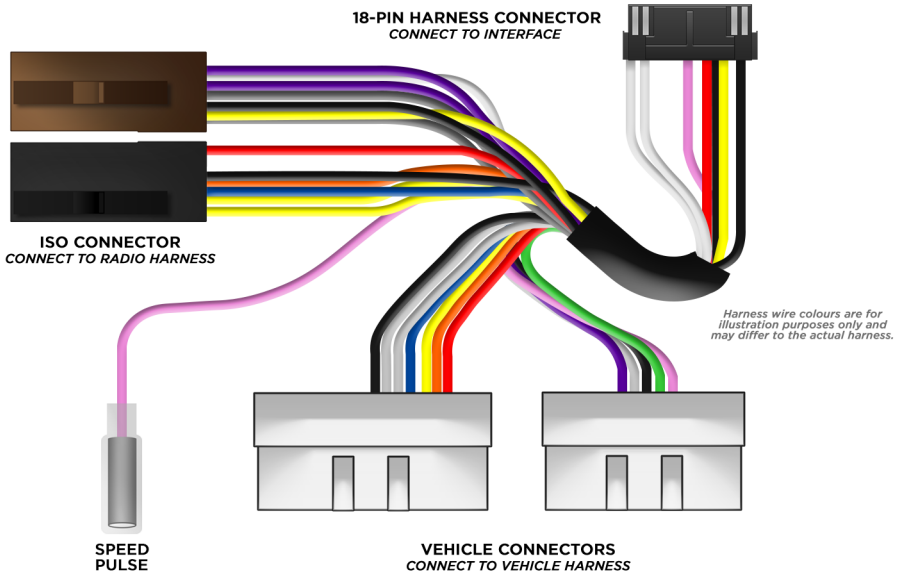 18-PIN HARNESS CONNECTOR
CONNECT TO INTERFACE
ISO CONNECTOR
CONNECT TO RADIO HARNESS
Harness wire colours are for
illustration purposes only and
may differ to the actual harness.
SPEED
PULSE
VEHICLE CONNECTORS
CONNECT TO VEHICLE HARNESS